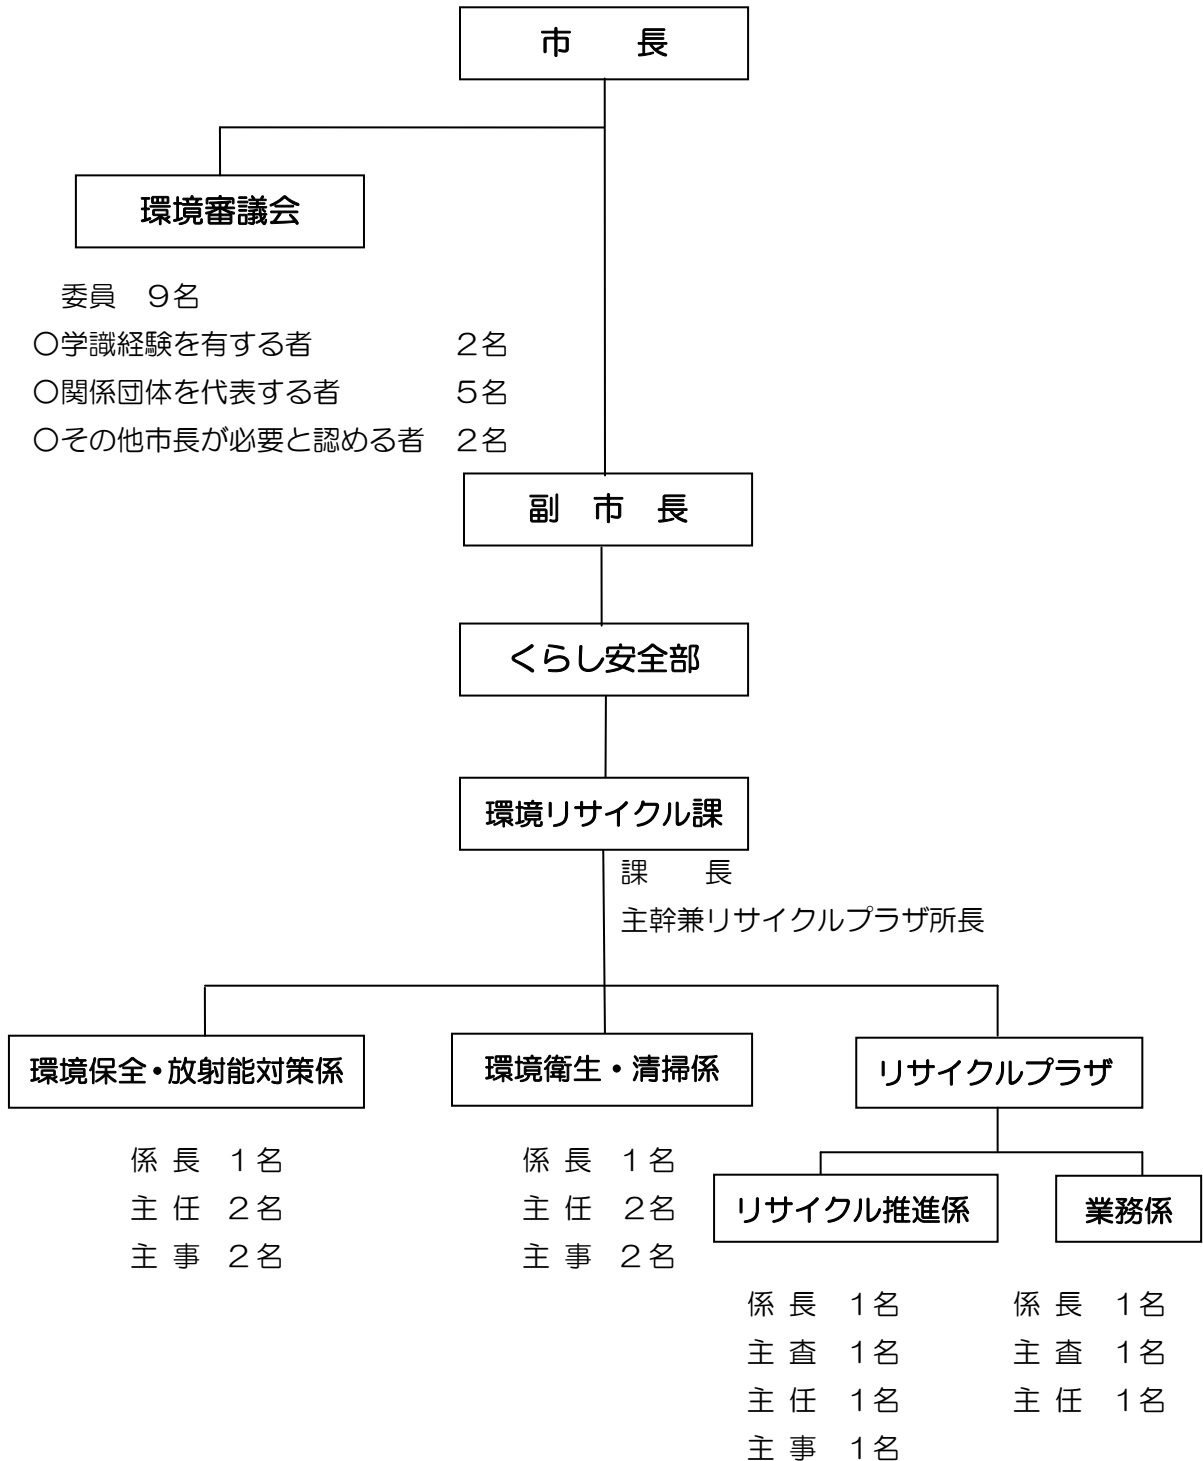 市　　長
環境審議会
委員　９名
〇学識経験を有する者　　　　　２名
〇関係団体を代表する者　　　　５名
〇その他市長が必要と認める者　２名
副　市　長
くらし安全部
環境リサイクル課
課　　長
主幹兼リサイクルプラザ所長
環境保全・放射能対策係
係 長　１名
主 任　２名
主 事　２名
環境衛生・清掃係
係 長　１名
主 任　２名
主 事　２名
リサイクルプラザ
リサイクル推進係
係 長　１名
主 査　１名
主 任　１名
主 事　１名
業務係
係 長　１名
主 査　１名
主 任　１名